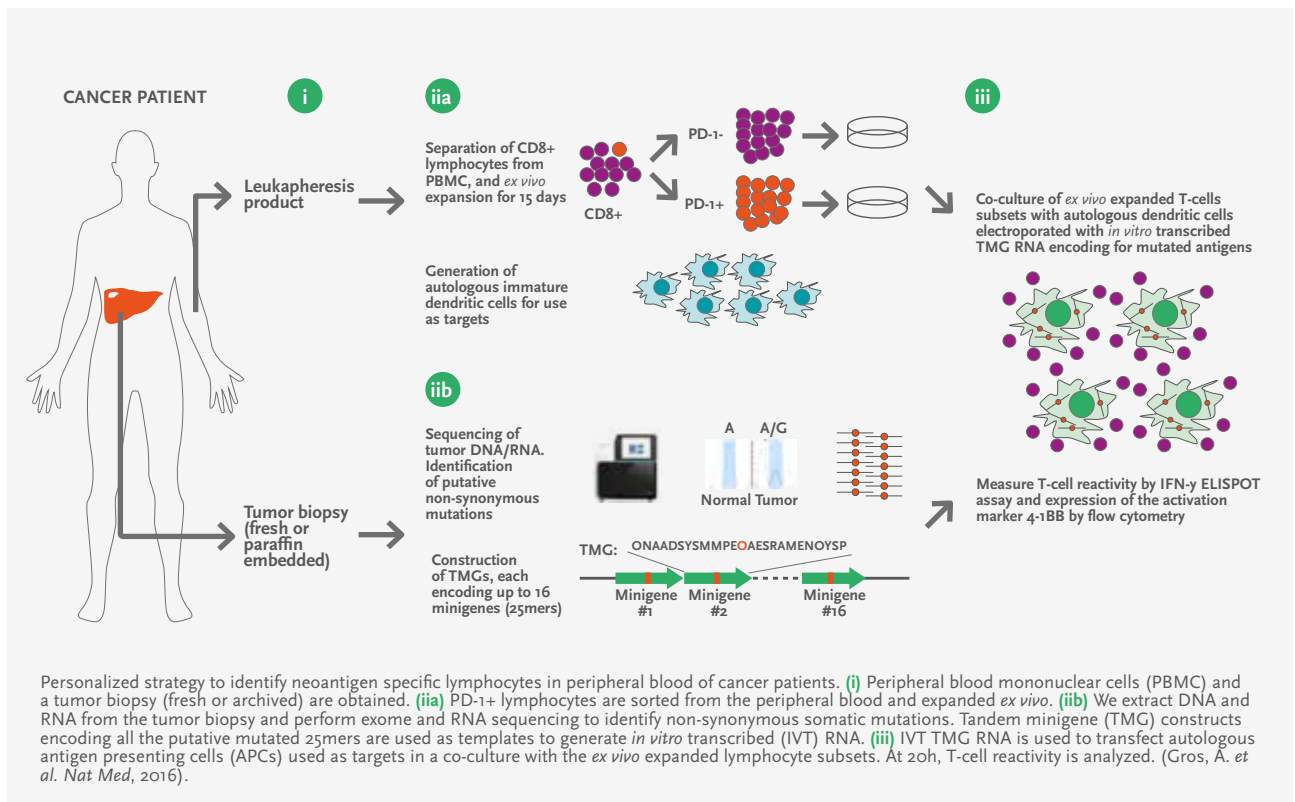 CANCER PATIENT
i
Leukapheresis
product
Tumor biopsy
(fresh or
paraffin
embedded)
iia
Separation of CD8+
lymphocytes from
PBMC, and ex vivo
expansion for 15 days
CD8+
PD-1-
PD-1+
Generation of
autologous immature
dendritic cells for use
as targets
iib
Sequencing of
tumor DNA/RNA.
Identification
of putative
non-synonymous
mutations
A A/G
Normal Tumor
Construction
of TMGs, each
encoding up to 16
minigenes (25mers)
TMG: ONAADSYSMMPEOAESRAMENOYSP
Minigene
#1
Minigene
#2
Minigene
#16
iii
Co-culture of ex vivo expanded T-cells
subsets with autologous dendritic cells
electroporated with in vitro transcribed
TMG RNA encoding for mutated antigens
Measure T-cell reactivity by IFN-y ELISPOT
assay and expression of the activation
marker 4-1BB by flow cytometry
Personalized strategy to identify neoantigen specific lymphocytes in peripheral blood of cancer patients. (i) Peripheral blood mononuclear cells (PBMC) and
a tumor biopsy (fresh or archived) are obtained. (iia) PD-1+ lymphocytes are sorted from the peripheral blood and expanded ex vivo. (iib) We extract DNA and
RNA from the tumor biopsy and perform exome and RNA sequencing to identify non-synonymous somatic mutations. Tandem minigene (TMG) constructs
encoding all the putative mutated 25mers are used as templates to generate in vitro transcribed (IVT) RNA. (iii) IVT TMG RNA is used to transfect autologous
antigen presenting cells (APCs) used as targets in a co-culture with the ex vivo expanded lymphocyte subsets. At 20h, T-cell reactivity is analyzed. (Gros, A. et
al. Nat Med, 2016).